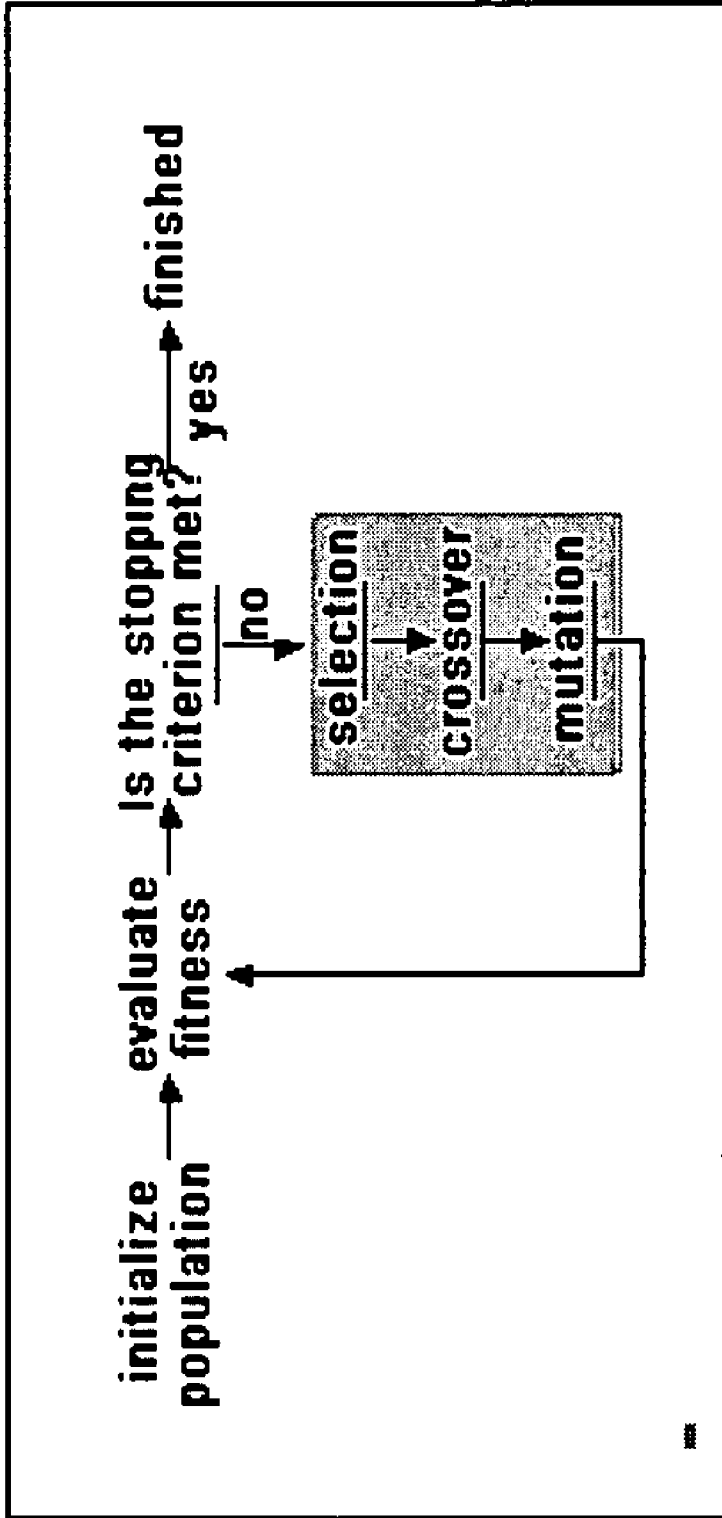 initialize
population
evaluate
fitness
Is the stopping
criterion met?
yes
finished
no
selection
crossover
mutation